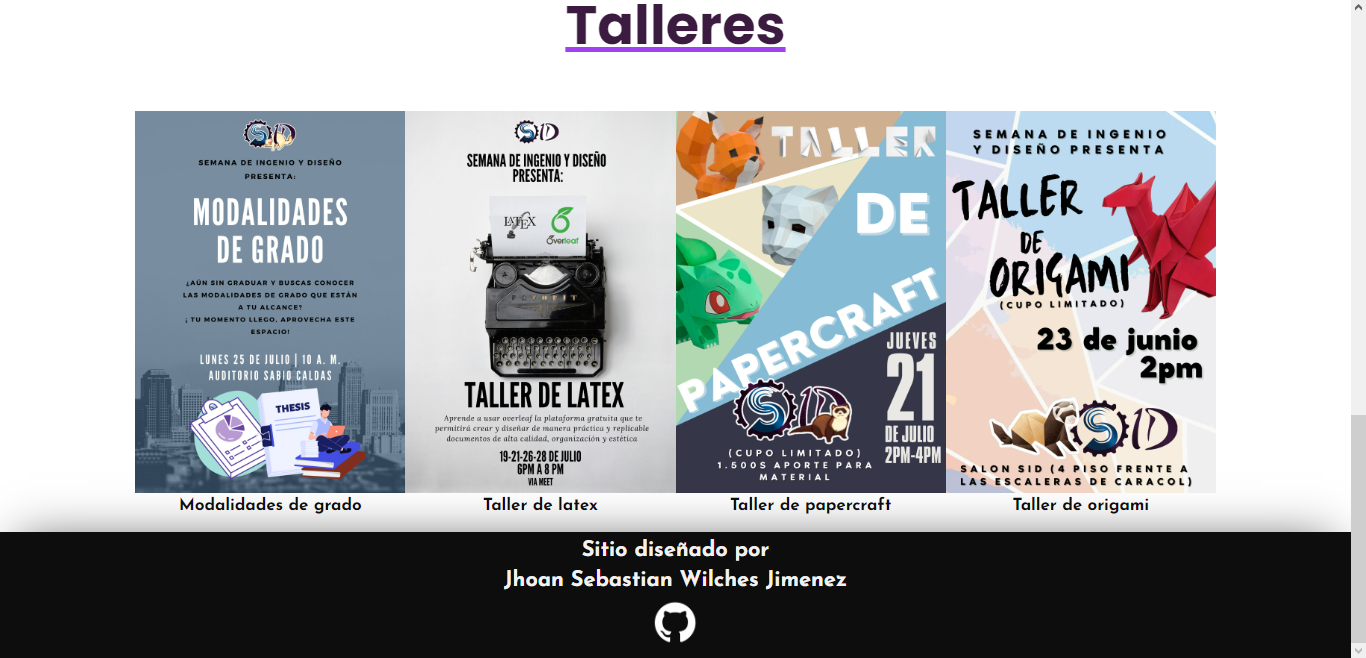 Talleres
SID
SEMANA DE INGENIO Y DISEÑO
PRESENTA:
MODALIDADES
DE GRADO
¿AÚN SIN GRADUAR Y BUSCAS CONOCER
LAS MODALIDADES DE GRADO QUE ESTÁN
A TU ALCANCE?
¡ TU MOMENTO LLEGO, APROVECHA ESTE
ESPACIO!
LUNES 25 DE JULIO | 10 A. M.
AUDITORIO SABIO CALDAS
THESIS
Modalidades de grado
SID
SEMANA DE INGENIO Y DISEÑO
PRESENTA:
LATEX
Overleaf
TALLER DE LATEX
Aprende a usar overleaf la plataforma gratuita que te
permitirá crear y diseñar de manera práctica y replicable
documentos de alta calidad, organización y estética
19-21-26-28 DE JULIO
6PM A 8 PM
VIA MEET
Taller de latex
TALLER
DE
PAPERCRAFT
JUEVES
21
DE JULIO
2PM-4PM
SID
(CUPO LIMITADO)
1.500$ APORTE PARA
MATERIAL
Taller de papercraft
SEMANA DE INGENIO
Y DISEÑO PRESENTA
TALLER
DE
ORIGAMI
(CUPO LIMITADO)
23 de junio
2pm
SID
SALON SID (4 PISO FRENTE A
LAS ESCALERAS DE CARACOL)
Taller de origami
Sitio diseñado por
Jhoan Sebastian Wilches Jimenez